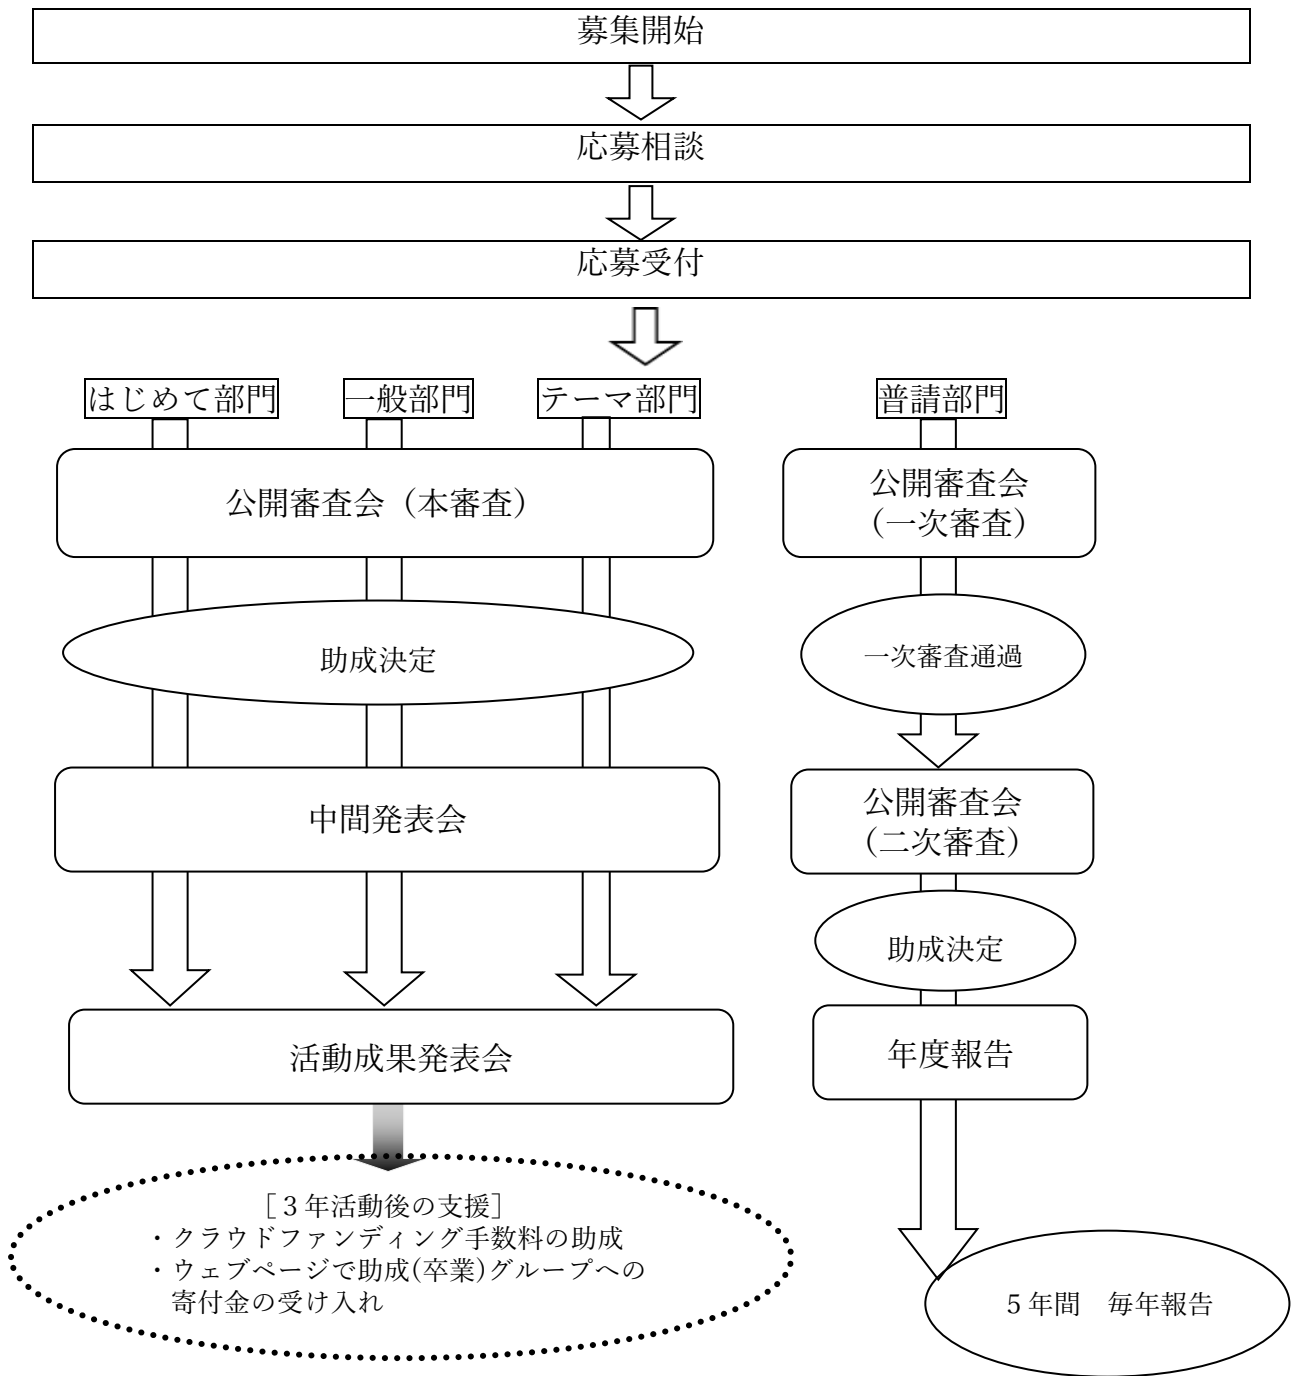 募集開始
応募相談
応募受付
はじめて部門
一般部門
テーマ部門
普請部門
公開審査会（本審査）
助成決定
中間発表会
活動成果発表会
［３年活動後の支援］
・クラウドファンディング手数料の助成
・ウェブページで助成(卒業)グループへの
寄付金の受け入れ
公開審査会
（一次審査）
一次審査通過
公開審査会
（二次審査）
助成決定
年度報告
５年間　毎年報告